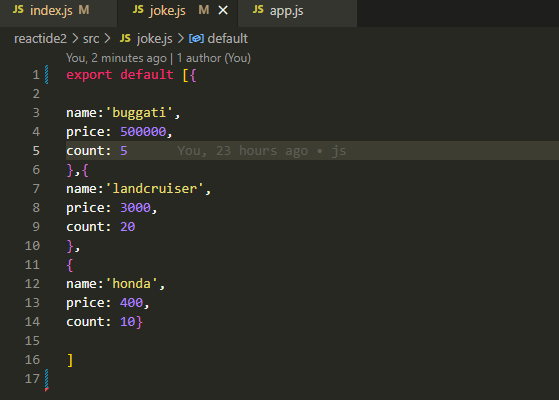 JS index.js M JS joke.js M × JS app.js
reactide2 > src > JS joke.js > default
You, 2 minutes ago | 1 author (You)
1 export default [{
2
3 name:'buggati',
4 price: 500000,
5 count: 5 You, 23 hours ago • js
6 },{
7 name:'landcruiser',
8 price: 3000,
9 count: 20
10 },
11 {
12 name:'honda',
13 price: 400,
14 count: 10}
15
16 ]
17